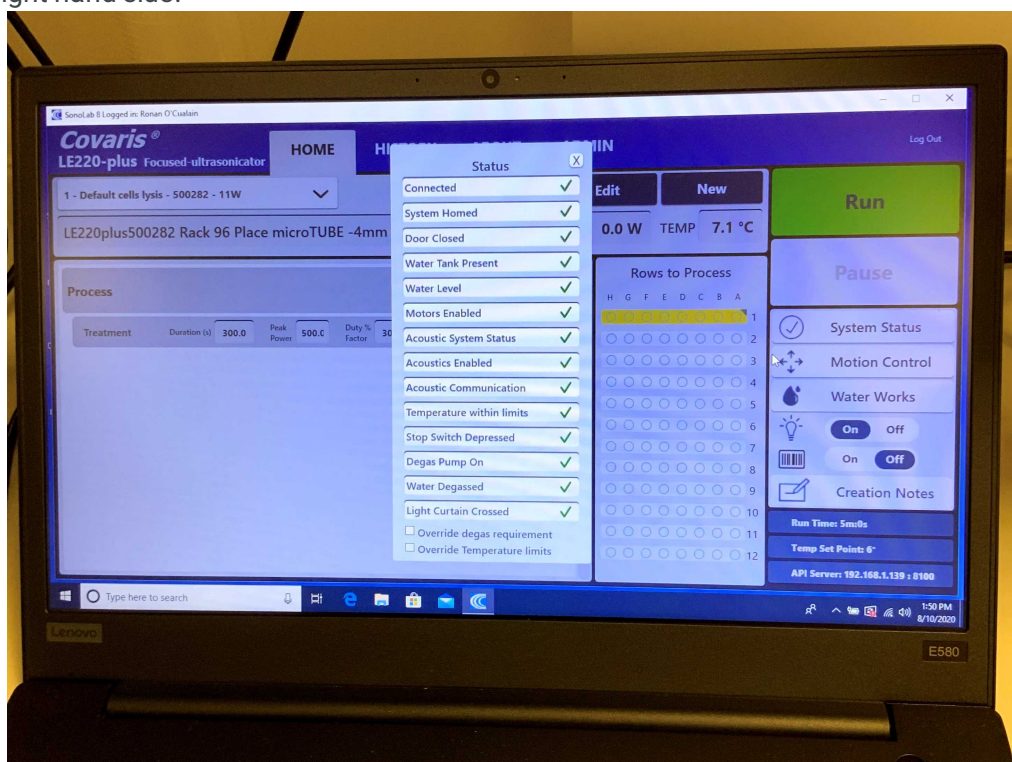 ight hand side.
SonoLab 8 Logged in: Ronan O'Cualain
Covaris ®
LE220-plus Focused-ultrasonicator
HOME
Log Out
1 - Default cells lysis - 500282 - 11W
Edit
New
LE220plus500282 Rack 96 Place microTUBE -4mm
0.0 W TEMP 7.1 °C
Process
Treatment Duration (s) 300.0 Peak Power 500.0 Duty % Factor 30
Status X
Connected
System Homed
Door Closed
Water Tank Present
Water Level
Motors Enabled
Acoustic System Status
Acoustics Enabled
Acoustic Communication
Temperature within limits
Stop Switch Depressed
Degas Pump On
Water Degassed
Light Curtain Crossed
Override degas requirement
Override Temperature limits
Rows to Process
H G F E D C B A
1
2
3
4
5
6
7
8
9
10
11
12
Run
Pause
System Status
Motion Control
Water Works
On Off
On Off
Creation Notes
Run Time: 5m:0s
Temp Set Point: 6°
API Server: 192.168.1.139 : 8100
Type here to search
1:50 PM
8/10/2020
Lenovo
E580